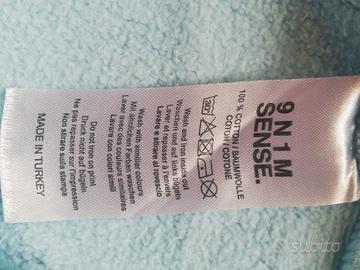 9 N 1 M
SENSE.
100 % COTTON / BAUMWOLLE
COTON / COTONE
30°
Wash and Iron inside out
Waschen und auf links bügeln
Laver et repasser à l'envers
Lavare e stirare al rovescio
Wash with similar colours
Mit ähnlichen Farben waschen
Laver avec des couleurs similaires
Lavare con colori simili
Do not Iron on print
Druck nicht auf bügeln
Ne pas repasser sur l'impression
Non stirare sulla stampa
MADE IN TURKEY
subito